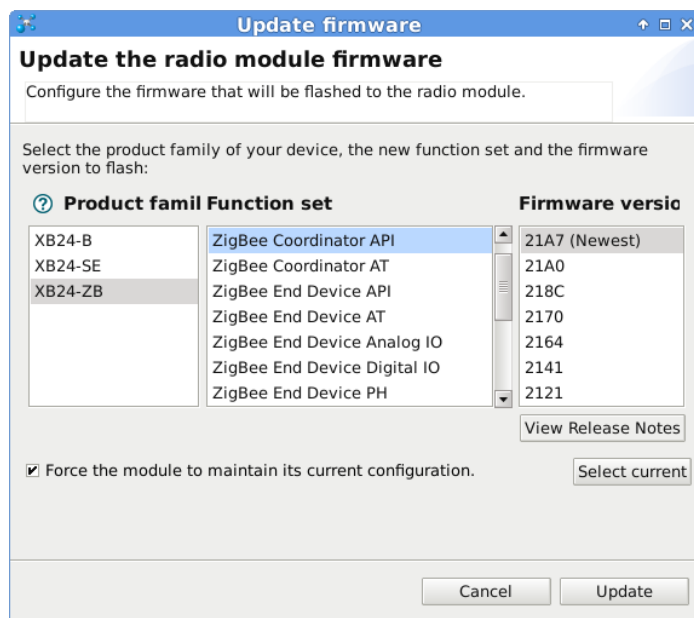 Update firmware
Update the radio module firmware
Configure the firmware that will be flashed to the radio module.
Select the product family of your device, the new function set and the firmware
version to flash:
Product famil Function set Firmware versio
XB24-B
XB24-SE
XB24-ZB
ZigBee Coordinator API
ZigBee Coordinator AT
ZigBee End Device API
ZigBee End Device AT
ZigBee End Device Analog IO
ZigBee End Device Digital IO
ZigBee End Device PH
21A7 (Newest)
21A0
218C
2170
2164
2141
2121
View Release Notes
Force the module to maintain its current configuration.
Select current
Cancel
Update